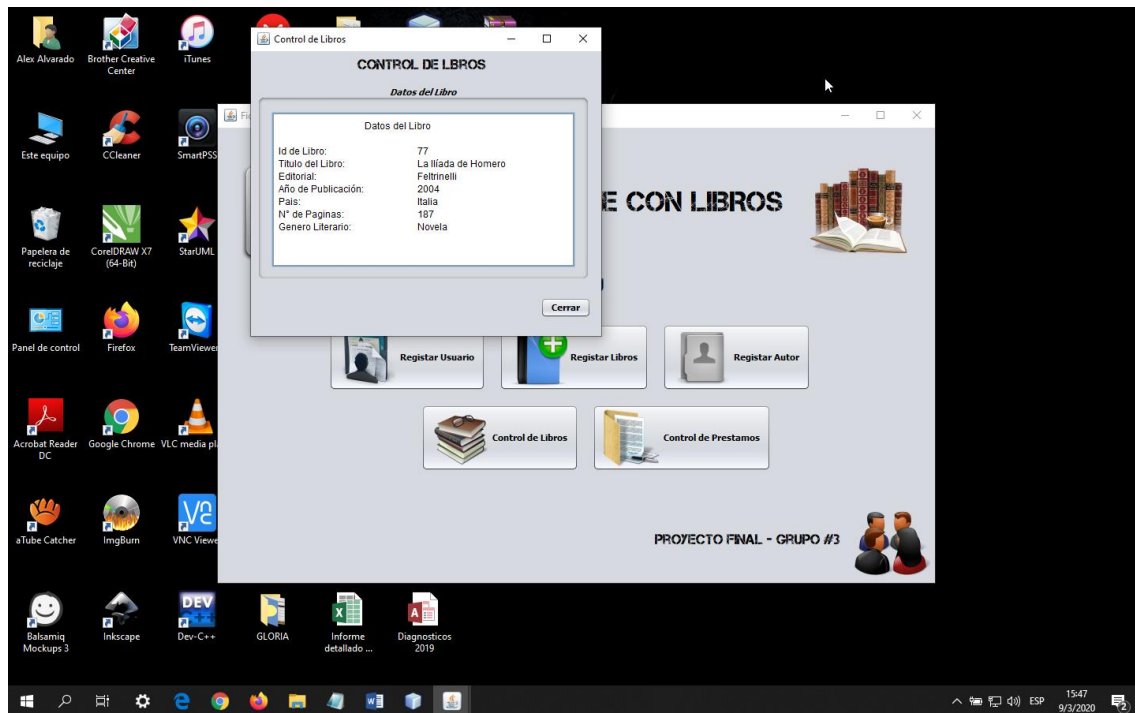 Alex Alvarado
Brother Creative
Center
iTunes
Este equipo
CCleaner
SmartPSS
Papelera de
reciclaje
CorelDRAW X7
(64-Bit)
StarUML
Panel de control
Firefox
TeamViewer
Acrobat Reader
DC
Google Chrome
VLC media pl
aTube Catcher
ImgBurn
VNC Viewe
Balsamiq
Mockups 3
Inkscape
DEV
C++
Dev-C++
GLORIA
Informe
detallado ...
Diagnosticos
2019
Control de Libros
CONTROL DE LBROS
Datos del Libro
Datos del Libro
Id de Libro: 77
Titulo del Libro: La Ilíada de Homero
Editorial: Feltrinelli
Año de Publicación: 2004
Pais: Italia
N° de Paginas: 187
Genero Literario: Novela
Cerrar
E CON LIBROS
Registar Usuario
Registar Libros
Registar Autor
Control de Libros
Control de Prestamos
PROYECTO FINAL - GRUPO #3
ESP
15:47
9/3/2020
2